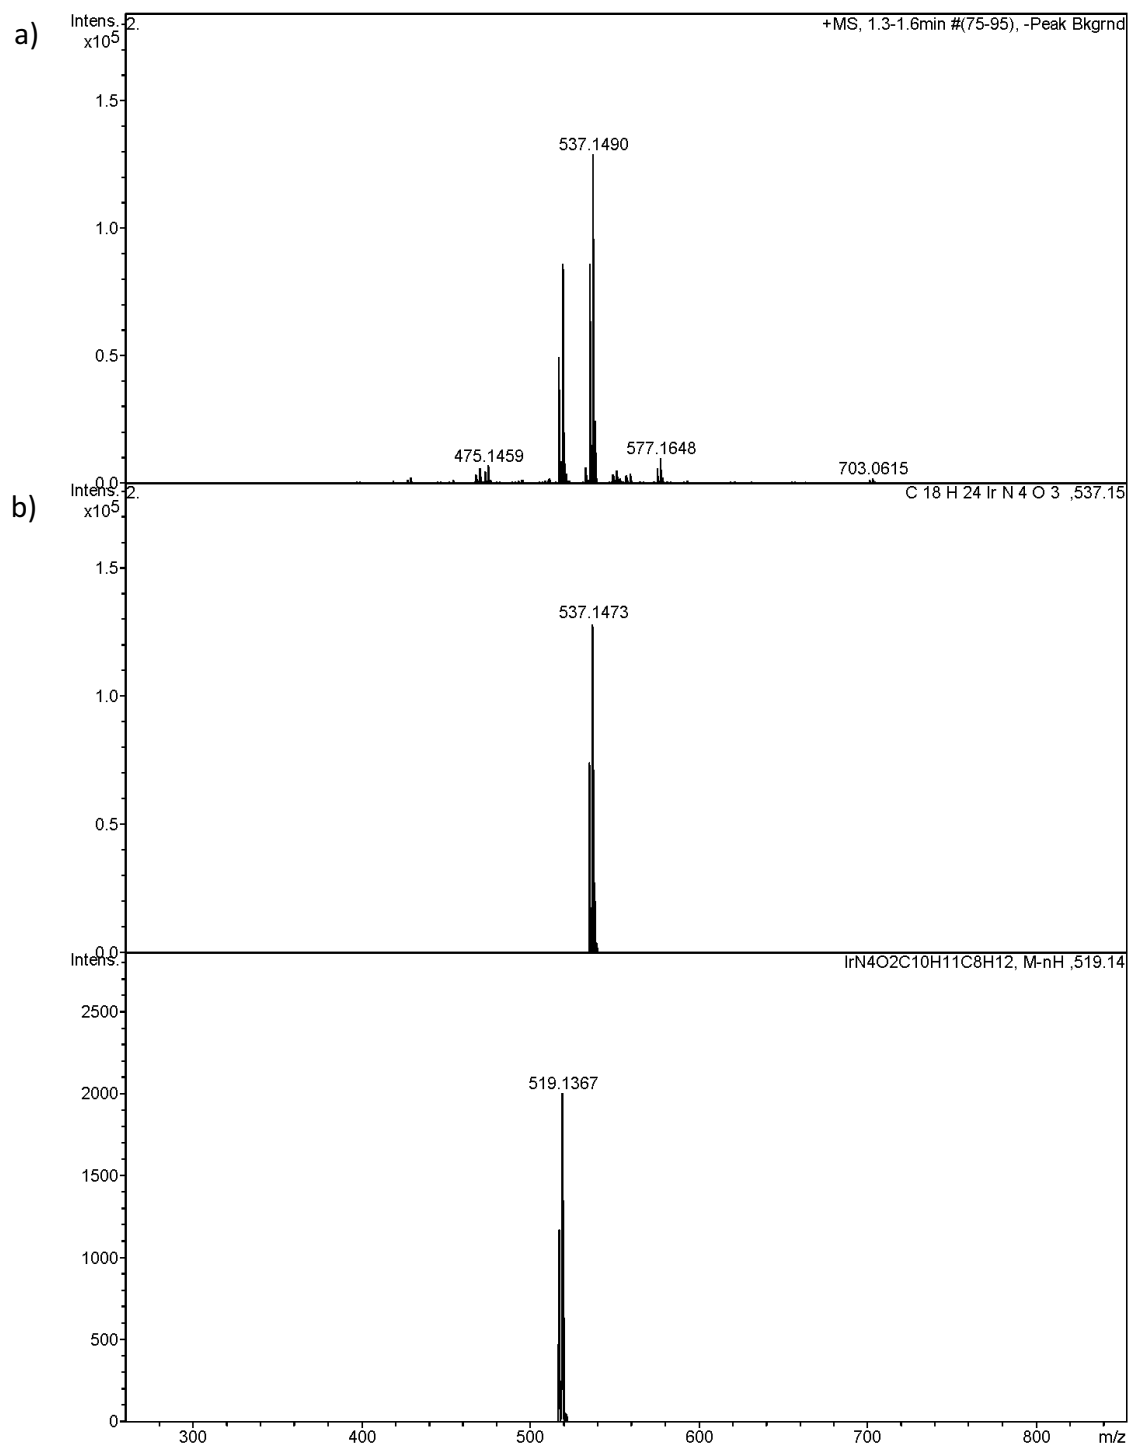 a)
Intens.
x10^5
2.
+MS, 1.3-1.6min #(75-95), -Peak Bkgrnd
1.5
537.1490
1.0
0.5
475.1459
577.1648
703.0615
0.0
b)
Intens.
x10^5
2.
C 18 H 24 Ir N 4 O 3 ,537.15
1.5
537.1473
1.0
0.5
0.0
Intens.
IrN4O2C10H11C8H12, M-nH ,519.14
2500
2000
519.1367
1500
1000
500
0
300 400 500 600 700 800 m/z